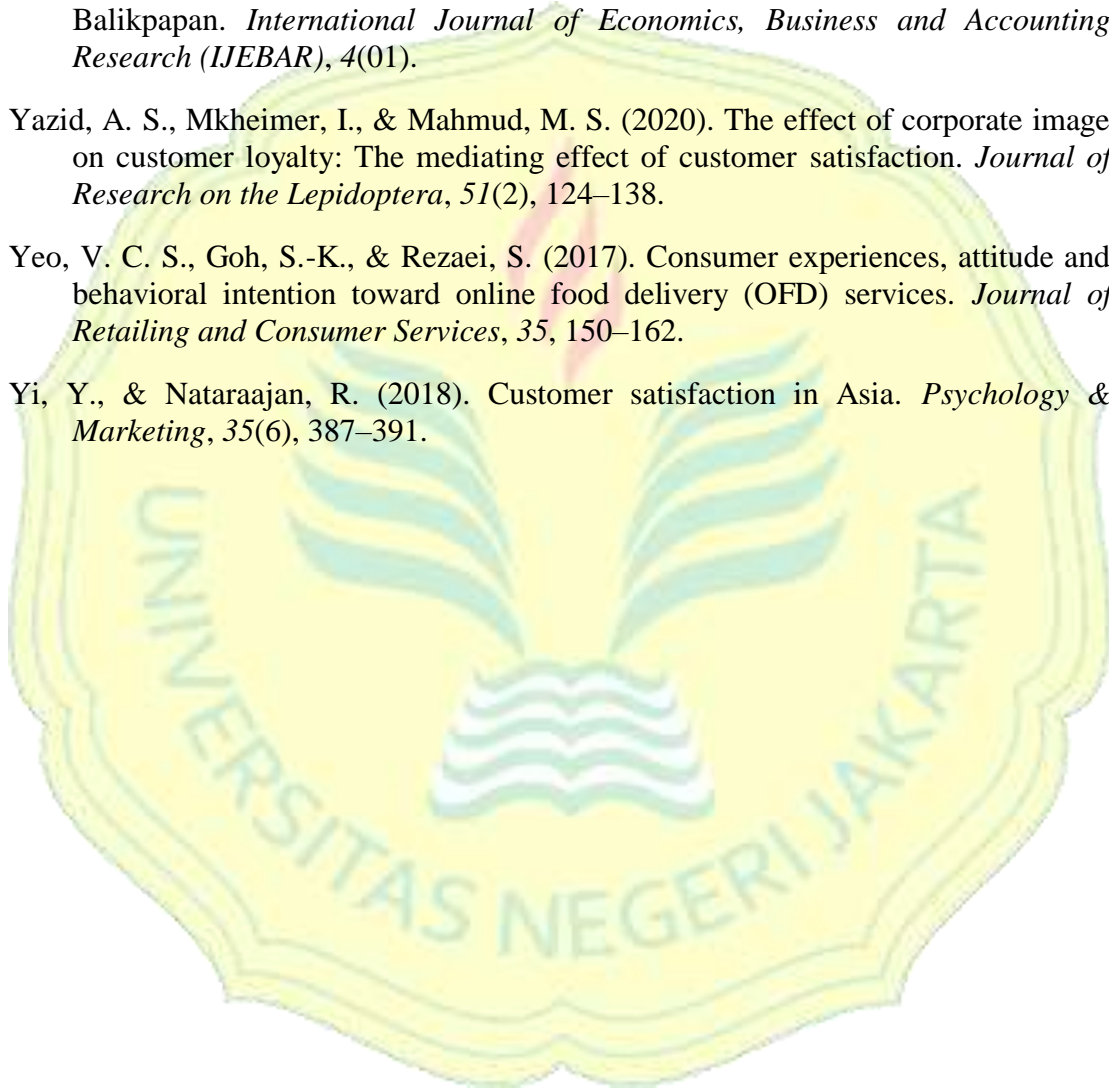 Balikpapan. International Journal of Economics, Business and Accounting
Research (IJEBAR), 4(01).
Yazid, A. S., Mkheimer, I., & Mahmud, M. S. (2020). The effect of corporate image
on customer loyalty: The mediating effect of customer satisfaction. Journal of
Research on the Lepidoptera, 51(2), 124–138.
Yeo, V. C. S., Goh, S.-K., & Rezaei, S. (2017). Consumer experiences, attitude and
behavioral intention toward online food delivery (OFD) services. Journal of
Retailing and Consumer Services, 35, 150–162.
Yi, Y., & Nataraajan, R. (2018). Customer satisfaction in Asia. Psychology &
Marketing, 35(6), 387–391.
UNIVERSITAS NEGERI JAKARTA